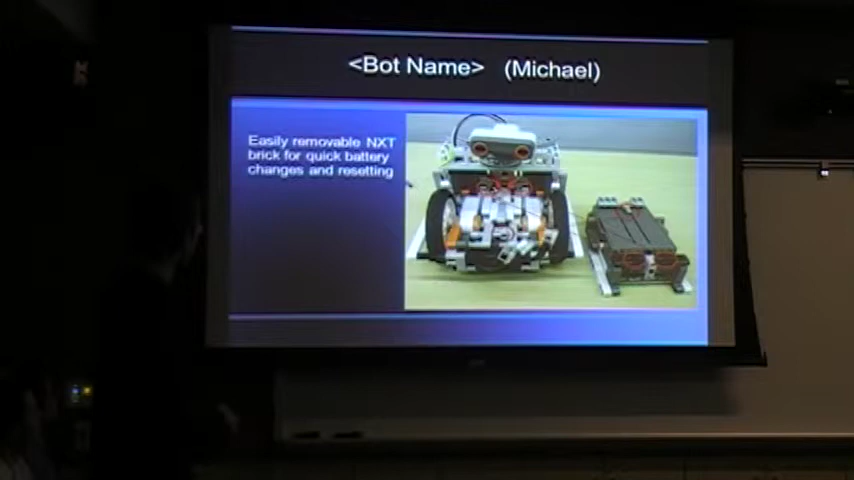 <Bot Name> (Michael)
Easily removable NXT
brick for quick battery
changes and resetting